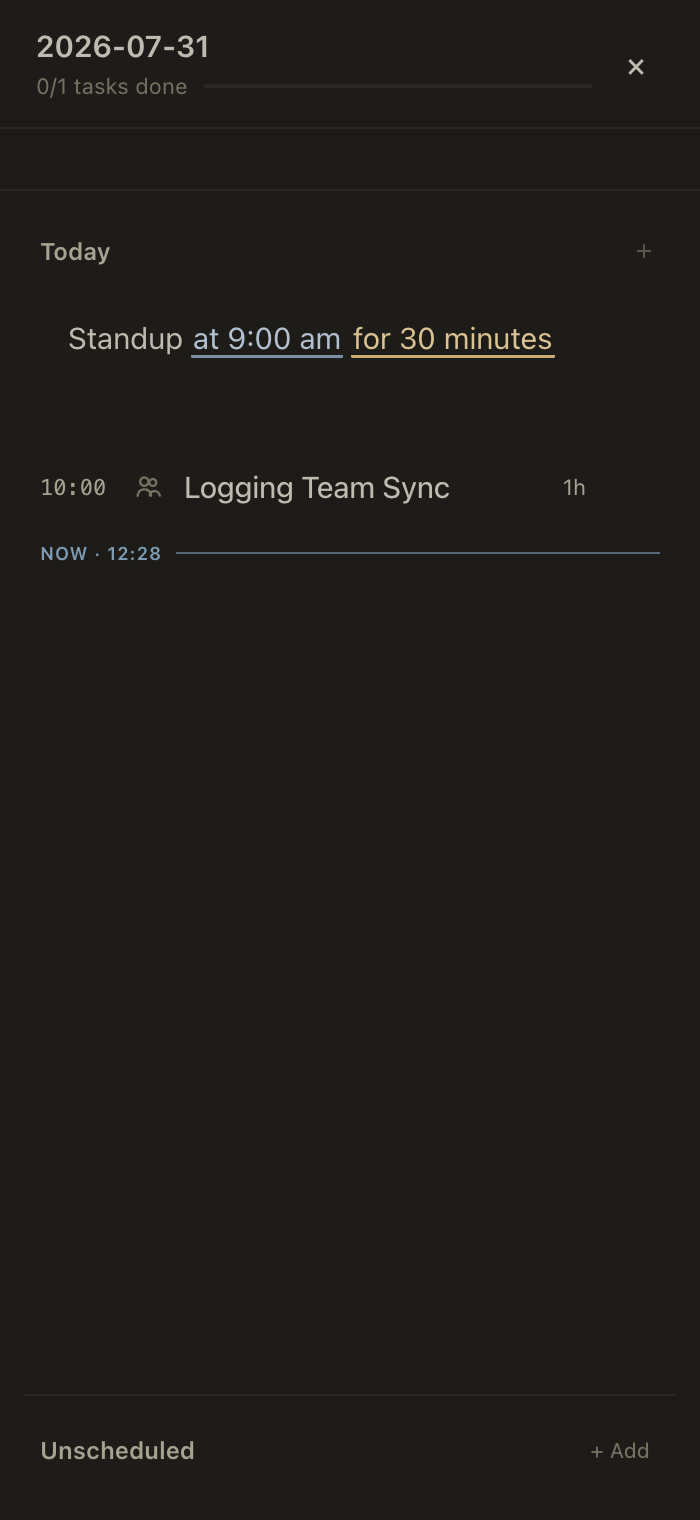 2026-07-31
0/1 tasks done
Today
Standup at 9:00 am for 30 minutes
10:00 Logging Team Sync 1h
NOW · 12:28
Unscheduled + Add